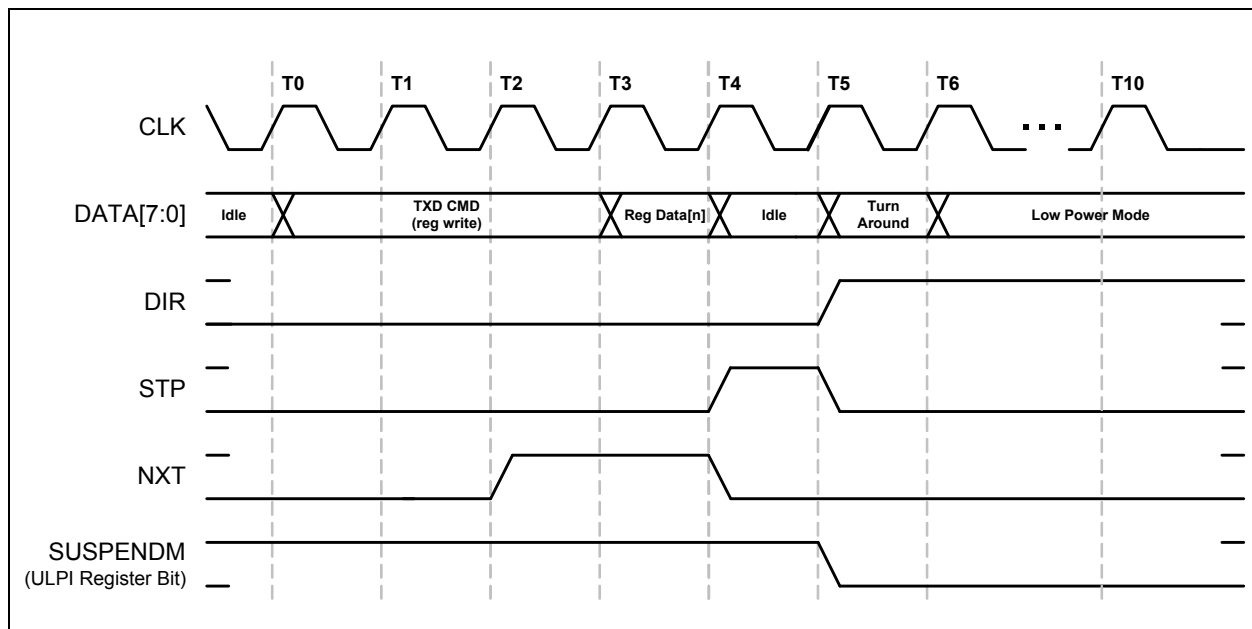 T0 T1 T2 T3 T4 T5 T6 T10
CLK
...
DATA[7:0]
Idle
TXD CMD
(reg write)
Reg Data[n]
Idle
Turn
Around
Low Power Mode
DIR
STP
NXT
SUSPENDM
(ULPI Register Bit)